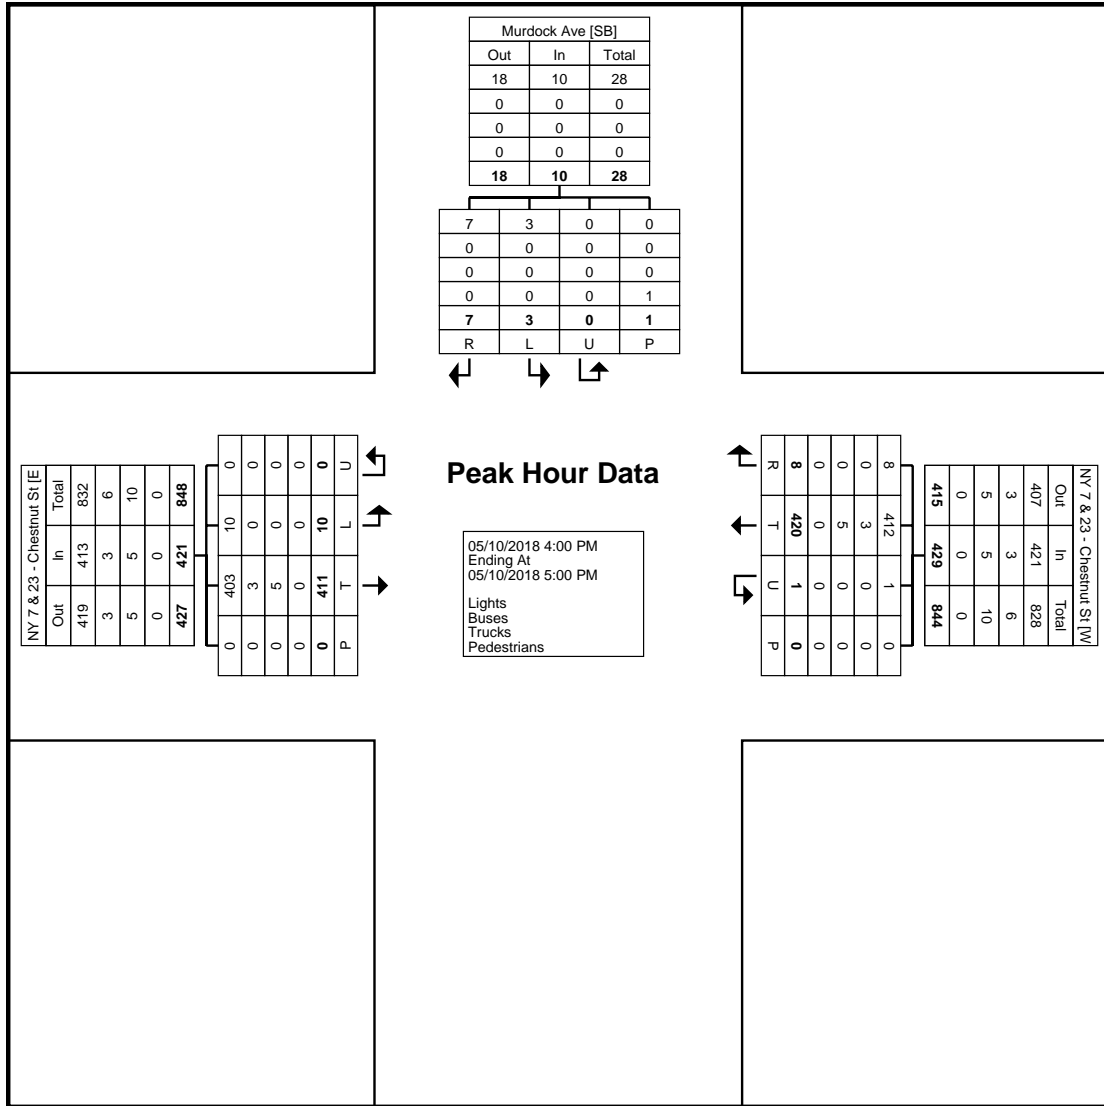 Murdock Ave [SB]
Out In Total
18 10 28
0 0 0
0 0 0
0 0 0
18 10 28
7 3 0 0
0 0 0 0
0 0 0 0
0 0 0 1
7 3 0 1
R L U P
NY 7 & 23 - Chestnut St [E
Total In Out
832 413 419
6 3 3
10 5 5
0 0 0
848 421 427
0 10 403 0
0 0 3 0
0 0 5 0
0 0 0 0
0 10 411 0
U L T P
Peak Hour Data
05/10/2018 4:00 PM
Ending At
05/10/2018 5:00 PM
Lights
Buses
Trucks
Pedestrians
R T U P
8 420 1 0
0 0 0 0
0 5 0 0
0 3 0 0
8 412 1 0
NY 7 & 23 - Chestnut St [W
Out In Total
407 421 828
3 3 6
5 5 10
0 0 0
415 429 844